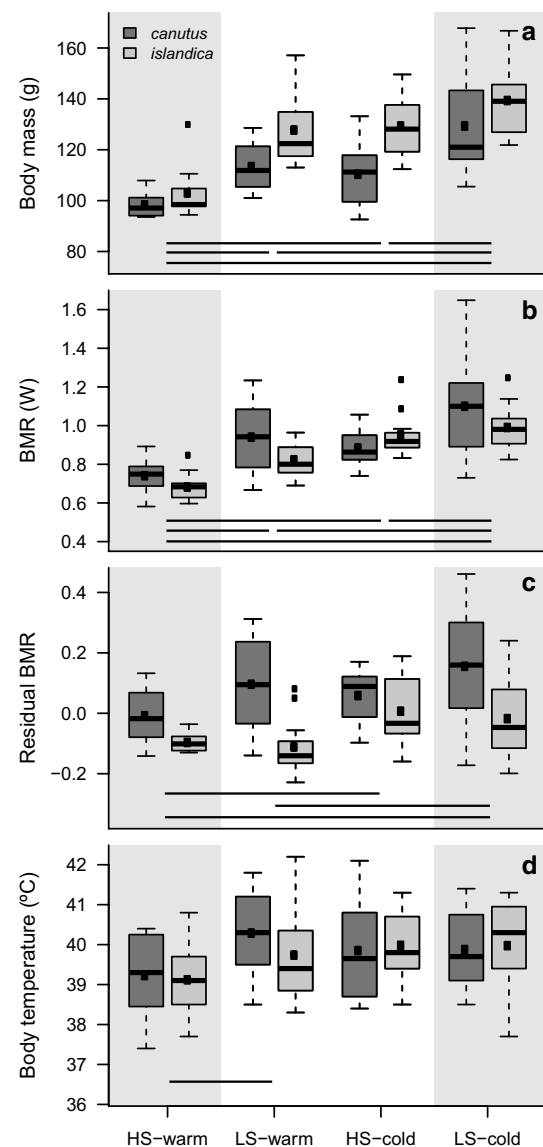 a
canutus
islandica
Body mass (g)
160
140
120
100
80
b
BMR (W)
1.6
1.4
1.2
1.0
0.8
0.6
0.4
c
Residual BMR
0.4
0.2
0.0
−0.2
d
Body temperature (ºC)
42
41
40
39
38
37
36
HS−warm LS−warm HS−cold LS−cold